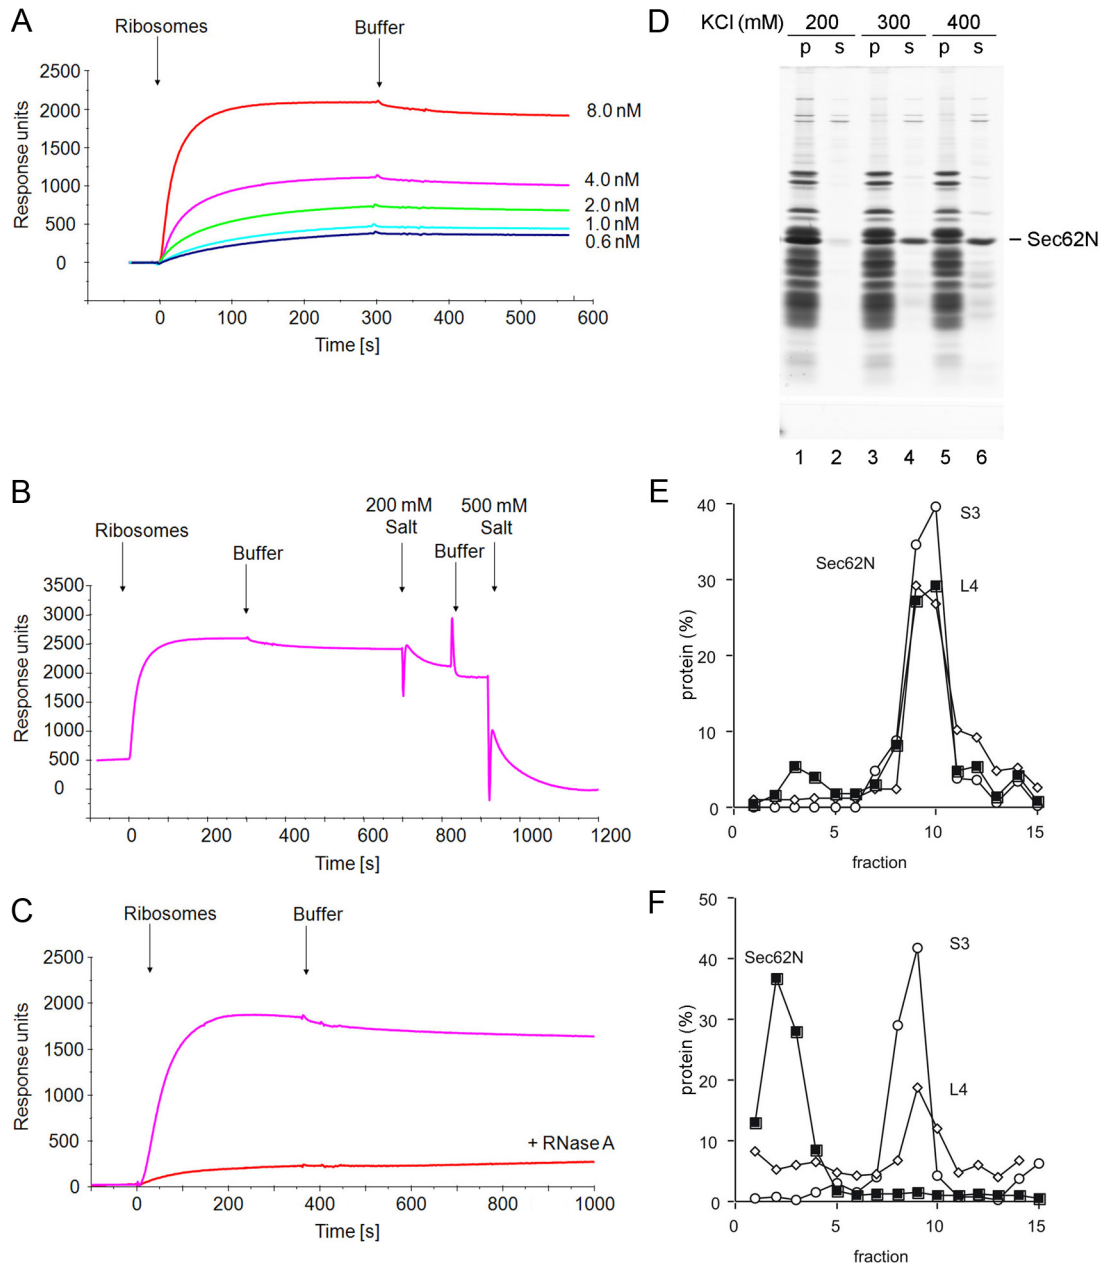 A
Ribosomes
Buffer
2500
2000
1500
1000
500
0
Response units
8.0 nM
4.0 nM
2.0 nM
1.0 nM
0.6 nM
0 100 200 300 400 500 600
Time [s]
B
Ribosomes
Buffer
200 mM
Salt
Buffer
500 mM
Salt
3500
3000
2500
2000
1500
1000
500
0
Response units
0 200 400 600 800 1000 1200
Time [s]
C
Ribosomes
Buffer
2500
2000
1500
1000
500
0
Response units
+ RNase A
0 200 400 600 800 1000
Time [s]
D
KCl (mM) 200 300 400
p s p s p s
– Sec62N
1 2 3 4 5 6
E
40
30
20
10
0
protein (%)
Sec62N
S3
L4
0 5 10 15
fraction
F
50
40
30
20
10
0
protein (%)
Sec62N
S3
L4
0 5 10 15
fraction